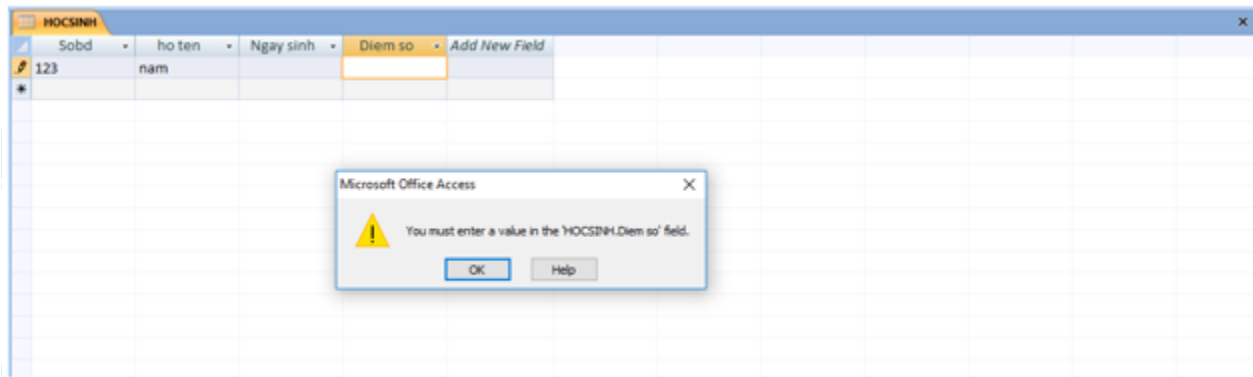 HOCSINH
Sobd ho ten Ngay sinh Diem so Add New Field
123 nam
Microsoft Office Access
You must enter a value in the 'HOCSINH.Diem so' field.
OK Help